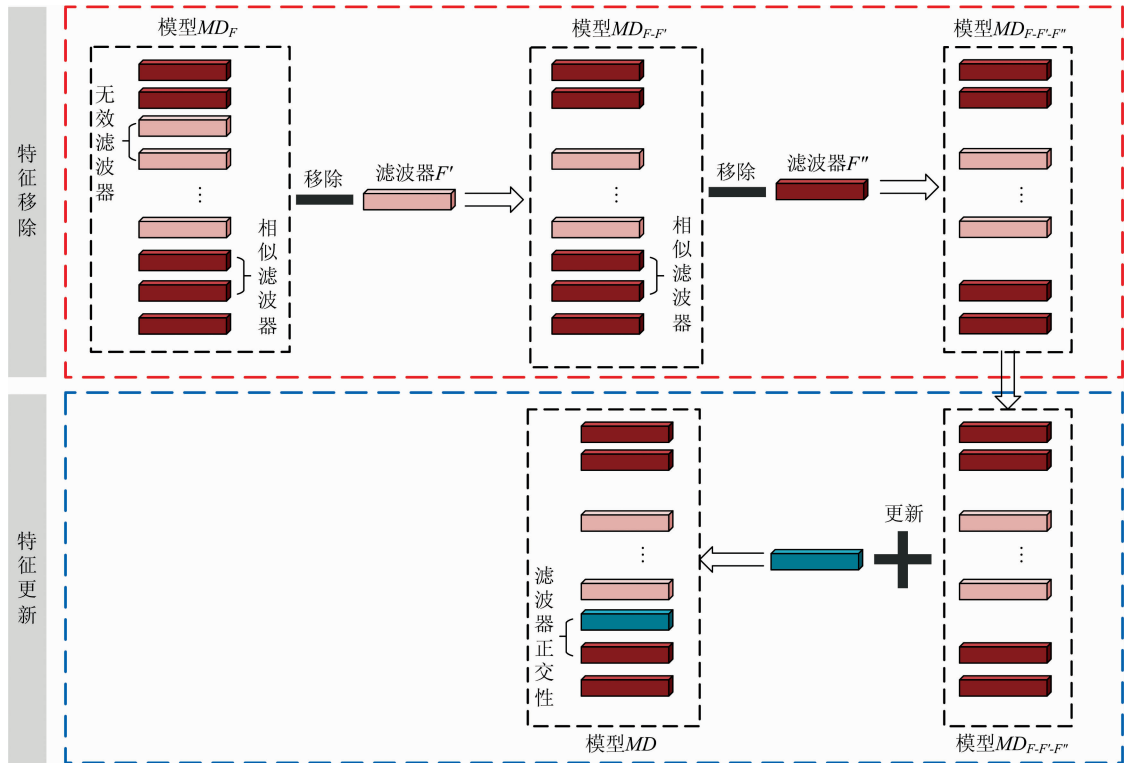 特征移除
模型MD_F
无效滤波器
⋮
相似滤波器
移除
滤波器F′
模型MD_{F-F′}
⋮
相似滤波器
移除
滤波器F″
模型MD_{F-F′-F″}
⋮
特征更新
滤波器正交性
⋮
模型MD
更新
⋮
模型MD_{F-F′-F″}